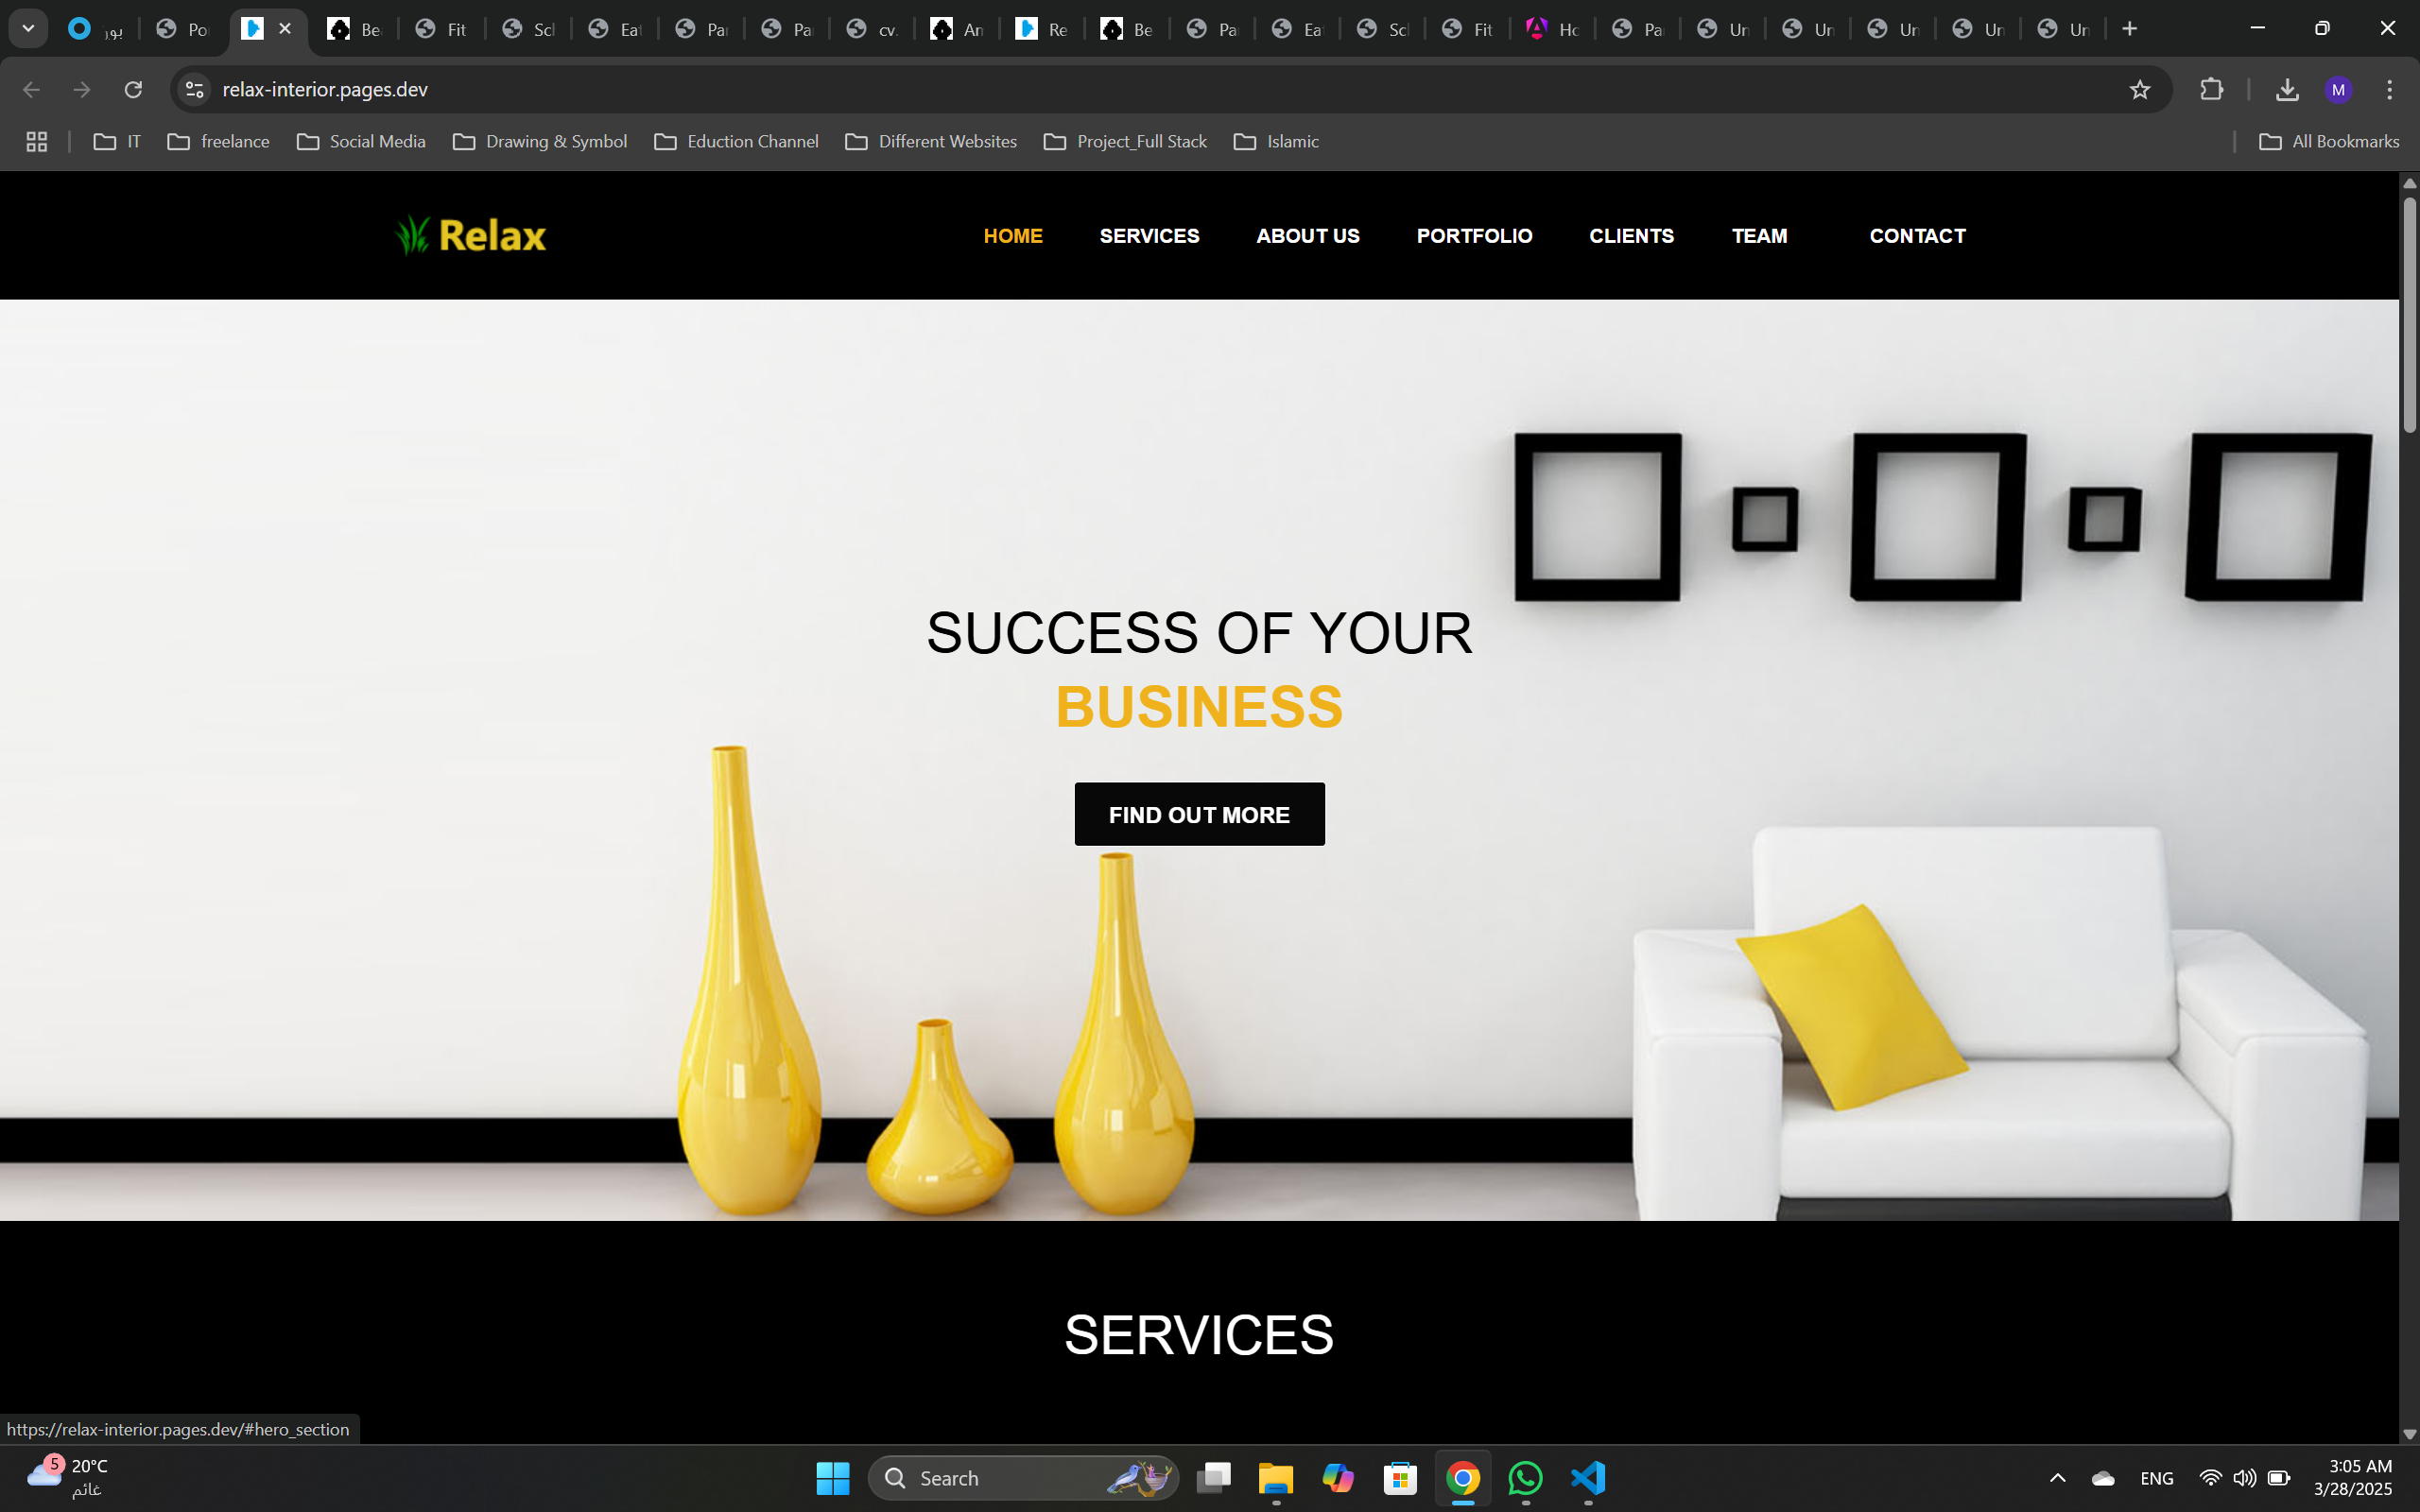 Po
Be
Fit
Sc
Ea
Pa
Pa
cv.
An
Re
Be
Pa
Ea
Sc
Fit
Ho
Pa
Un
Un
Un
Un
Un
relax-interior.pages.dev
M
IT
freelance
Social Media
Drawing & Symbol
Eduction Channel
Different Websites
Project_Full Stack
Islamic
All Bookmarks
Relax
HOME SERVICES ABOUT US PORTFOLIO CLIENTS TEAM CONTACT
SUCCESS OF YOUR
BUSINESS
FIND OUT MORE
SERVICES
https://relax-interior.pages.dev/#hero_section
5
20°C
غائم
Search
ENG
3:05 AM
3/28/2025